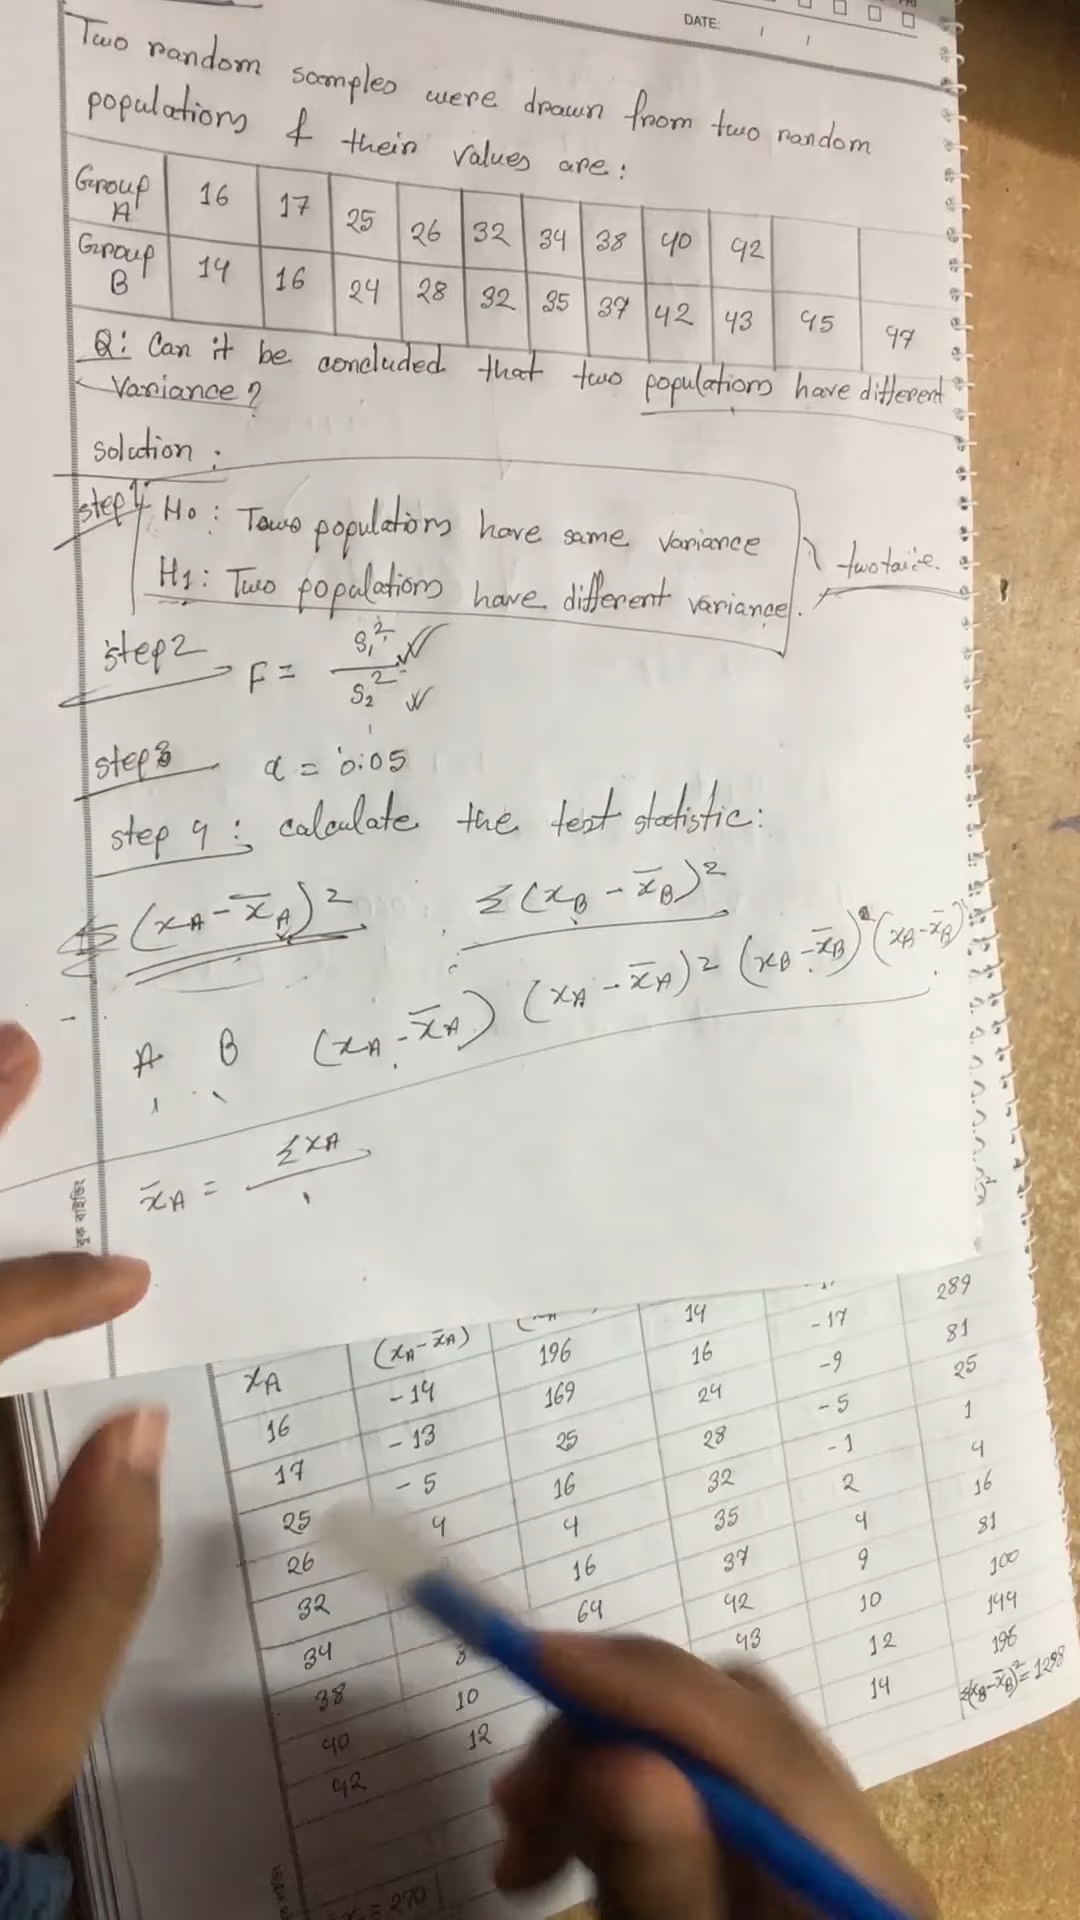 DATE: / /
Two random samples were drawn from two random
populations & their values are:
Group A 16 17 25 26 32 34 38 40 42
Group B 14 16 24 28 32 35 37 42 43 45 47
Q: Can it be concluded that two populations have different
variance?
solution:
step 1: H0: Two populations have same variance
H1: Two populations have different variance.
step 2 F = S₁² / S₂²
step 3 α = 0.05
step 4: calculate the test statistic:
Σ(xA - x̄A)² Σ(xB - x̄B)²
A B (xA - x̄A) (xA - x̄A)² (xB - x̄B) (xB - x̄B)
x̄A = ΣxA
বুক বাইন্ডিং
xA (xA - x̄A) 14 -17 289
16 -14 196 16
17 -13 169 24 -9 81
25 -5 25 28 -5 25
26 4 16 32 -1 1
32 4 35 2 4
34 16 37 4 16
38 8 64 42 9 81
40 10 43 10 100
42 12 12 144
14 196
Σ(xB - x̄B)² = 1298
= 270